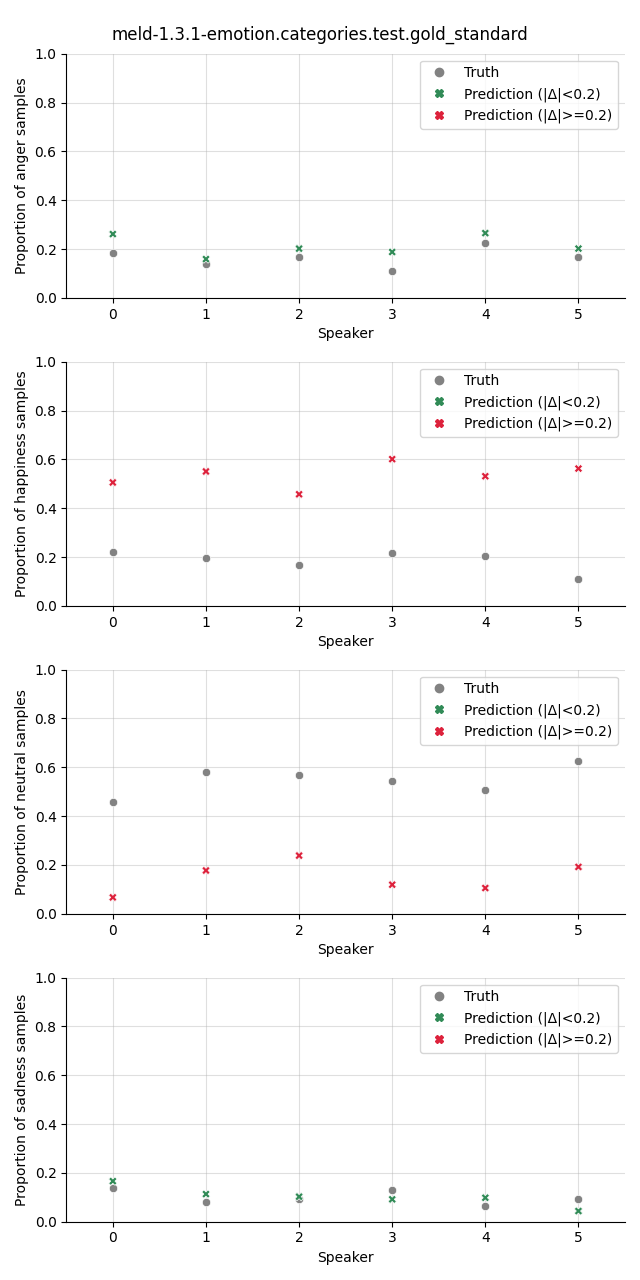 meld-1.3.1-emotion.categories.test.gold_standard
1.0
0.8
0.6
0.4
0.2
0.0
Proportion of anger samples
Truth
Prediction (|Δ|<0.2)
Prediction (|Δ|>=0.2)
0 1 2 3 4 5
Speaker
1.0
0.8
0.6
0.4
0.2
0.0
Proportion of happiness samples
Truth
Prediction (|Δ|<0.2)
Prediction (|Δ|>=0.2)
0 1 2 3 4 5
Speaker
1.0
0.8
0.6
0.4
0.2
0.0
Proportion of neutral samples
Truth
Prediction (|Δ|<0.2)
Prediction (|Δ|>=0.2)
0 1 2 3 4 5
Speaker
1.0
0.8
0.6
0.4
0.2
0.0
Proportion of sadness samples
Truth
Prediction (|Δ|<0.2)
Prediction (|Δ|>=0.2)
0 1 2 3 4 5
Speaker